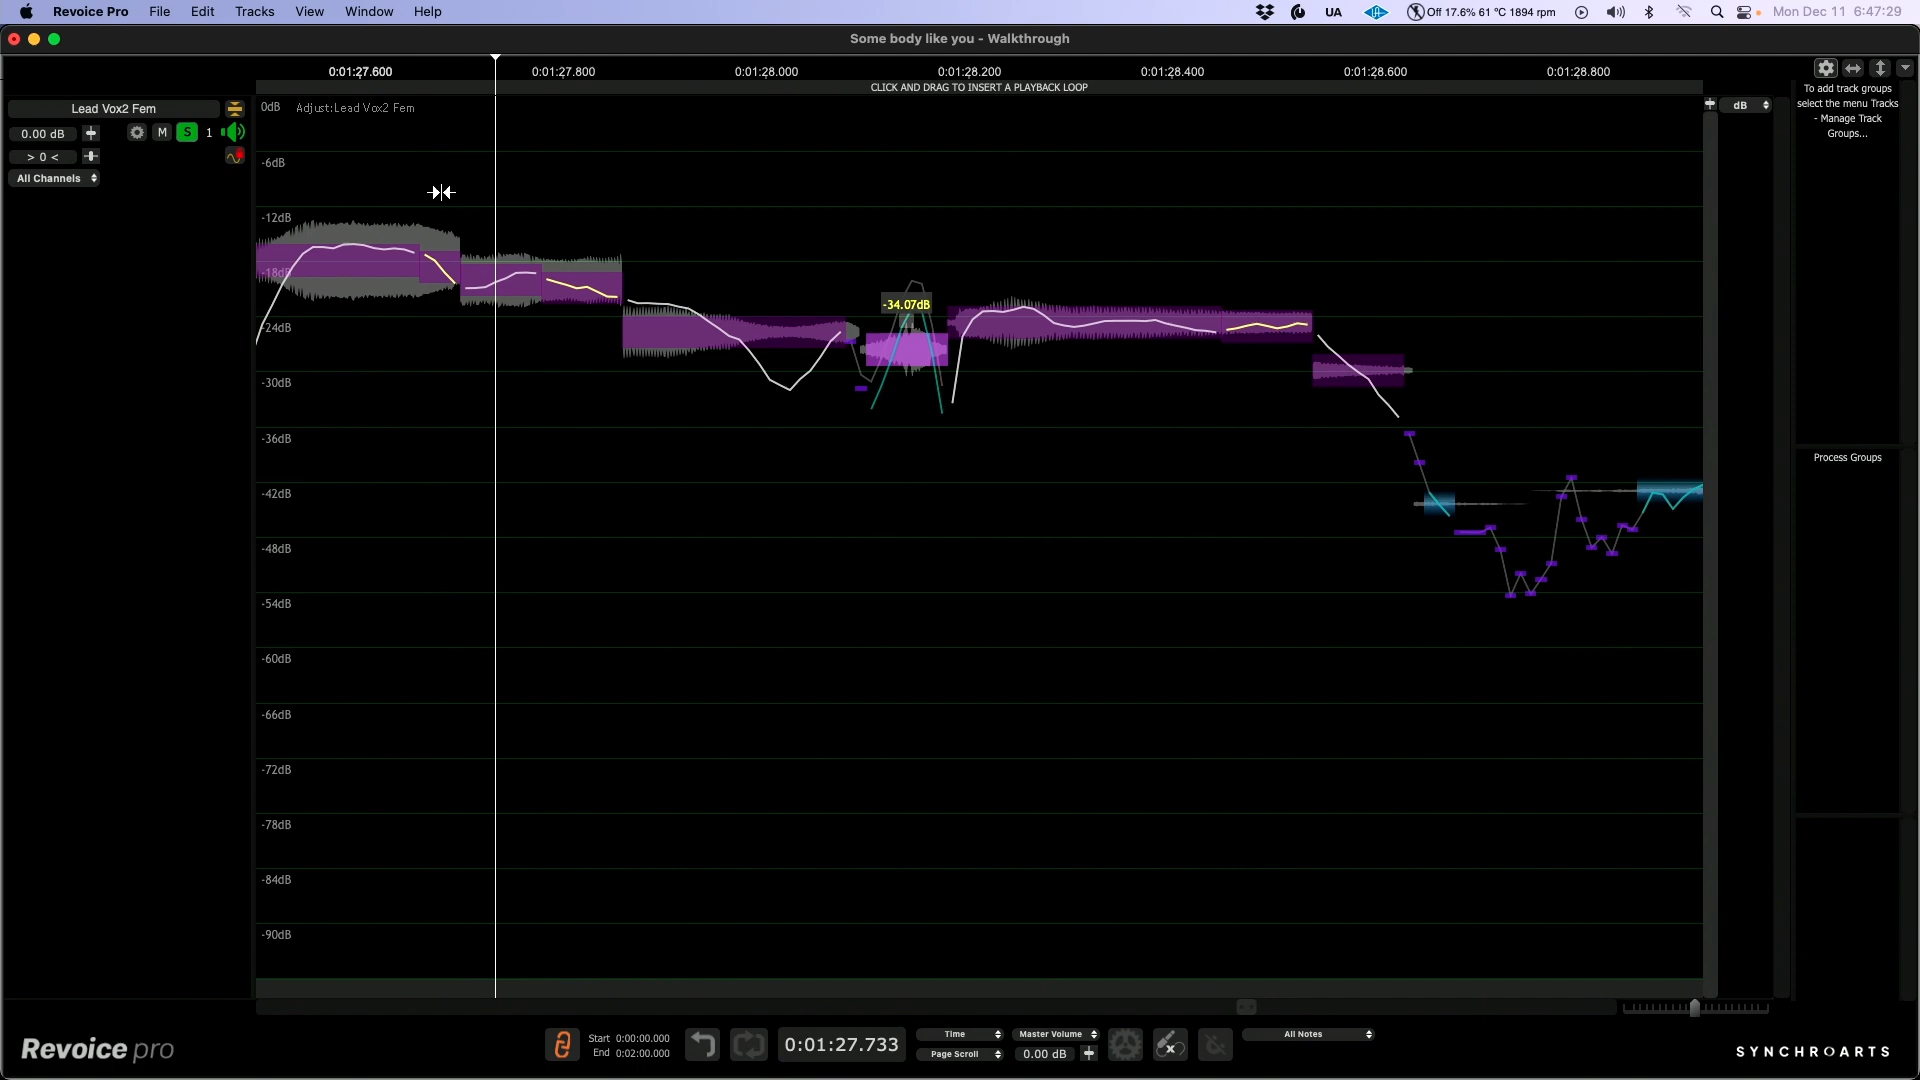 Revoice Pro File Edit Tracks View Window Help UA Off 17.6% 61 °C 1894 rpm Mon Dec 11 6:47:29
Some body like you - Walkthrough
0:01:27.600 0:01:27.800 0:01:28.000 0:01:28.200 0:01:28.400 0:01:28.600 0:01:28.800
CLICK AND DRAG TO INSERT A PLAYBACK LOOP
To add track groups
select the menu Tracks
- Manage Track
Groups...
Lead Vox2 Fem
0dB Adjust:Lead Vox2 Fem
dB
0.00 dB M S 1
> 0 <
All Channels
-6dB
-12dB
-18dB
-34.07dB
-24dB
-30dB
-36dB
Process Groups
-42dB
-48dB
-54dB
-60dB
-66dB
-72dB
-78dB
-84dB
-90dB
Revoice pro
Start 0:00:00.000
End 0:02:00.000
0:01:27.733
Time
Page Scroll
Master Volume
0.00 dB
All Notes
SYNCHROARTS